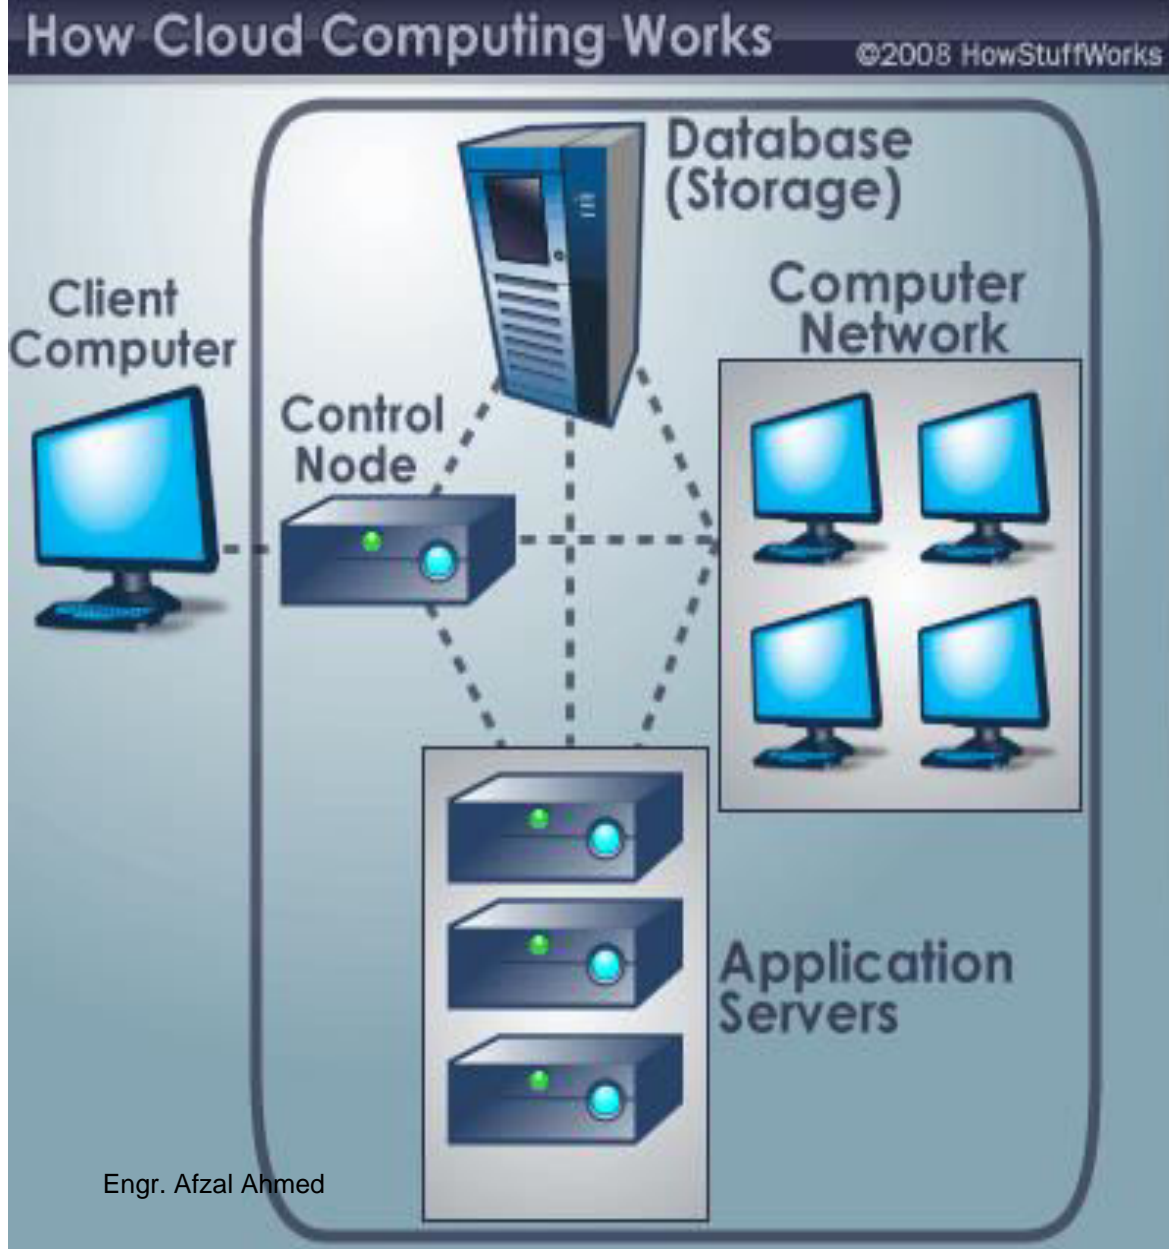 How Cloud Computing Works
©2008 HowStuffWorks
Database
(Storage)
Client
Computer
Computer
Network
Control
Node
Application
Servers
Engr. Afzal Ahmed